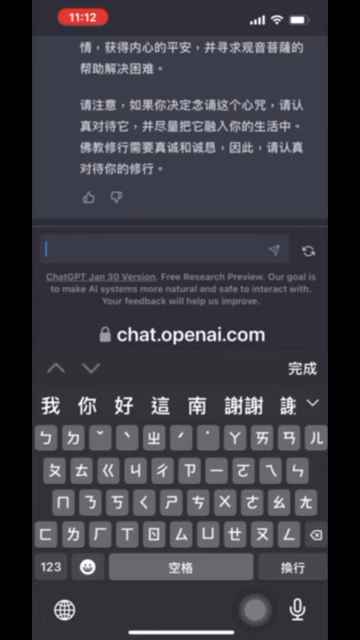 11:12
情，获得内心的平安，并寻求观音菩薩的
帮助解决困难。
请注意，如果你决定念诵这个心咒，请认
真对待它，并尽量把它融入你的生活中。
佛教修行需要真诚和诚恳，因此，请认真
对待你的修行。
ChatGPT Jan 30 Version. Free Research Preview. Our goal is
to make AI systems more natural and safe to interact with.
Your feedback will help us improve.
chat.openai.com
完成
我 你 好 這 南 謝謝 謝
ㄅ ㄉ ˇ ˋ ㄓ ˊ ˙ ㄚ ㄞ ㄢ ㄦ
ㄆ ㄊ ㄍ ㄐ ㄔ ㄗ ㄧ ㄛ ㄟ ㄣ
ㄇ ㄋ ㄎ ㄑ ㄕ ㄘ ㄨ ㄜ ㄠ ㄤ
ㄈ ㄌ ㄏ ㄒ ㄖ ㄙ ㄩ ㄝ ㄡ ㄥ
123 空格 換行